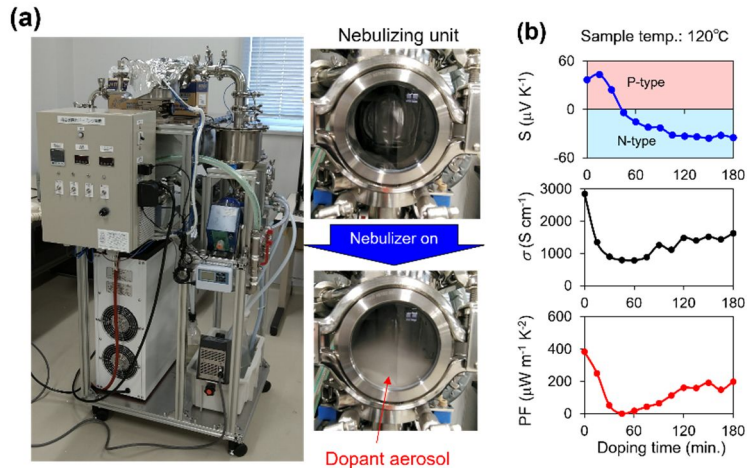 (a)
Nebulizing unit
Nebulizer on
Dopant aerosol
(b)
Sample temp.: 120℃
60
0
-60
S (μV K⁻¹)
P-type
N-type
0 60 120 180
3000
2000
1000
0
σ (S cm⁻¹)
0 60 120 180
600
400
200
0
PF (μW m⁻¹ K⁻²)
0 60 120 180
Doping time (min.)